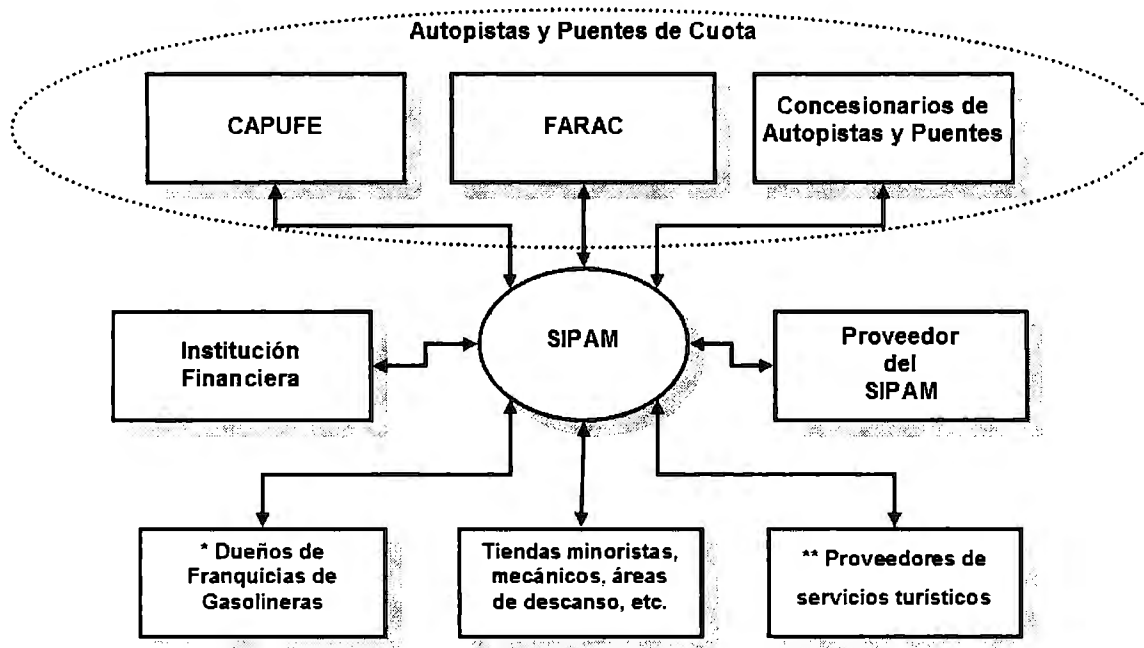 Autopistas y Puentes de Cuota
CAPUFE
FARAC
Concesionarios de
Autopistas y Puentes
Institución
Financiera
SIPAM
Proveedor
del
SIPAM
* Dueños de
Franquicias de
Gasolineras
Tiendas minoristas,
mecánicos, áreas
de descanso, etc.
** Proveedores de
servicios turísticos